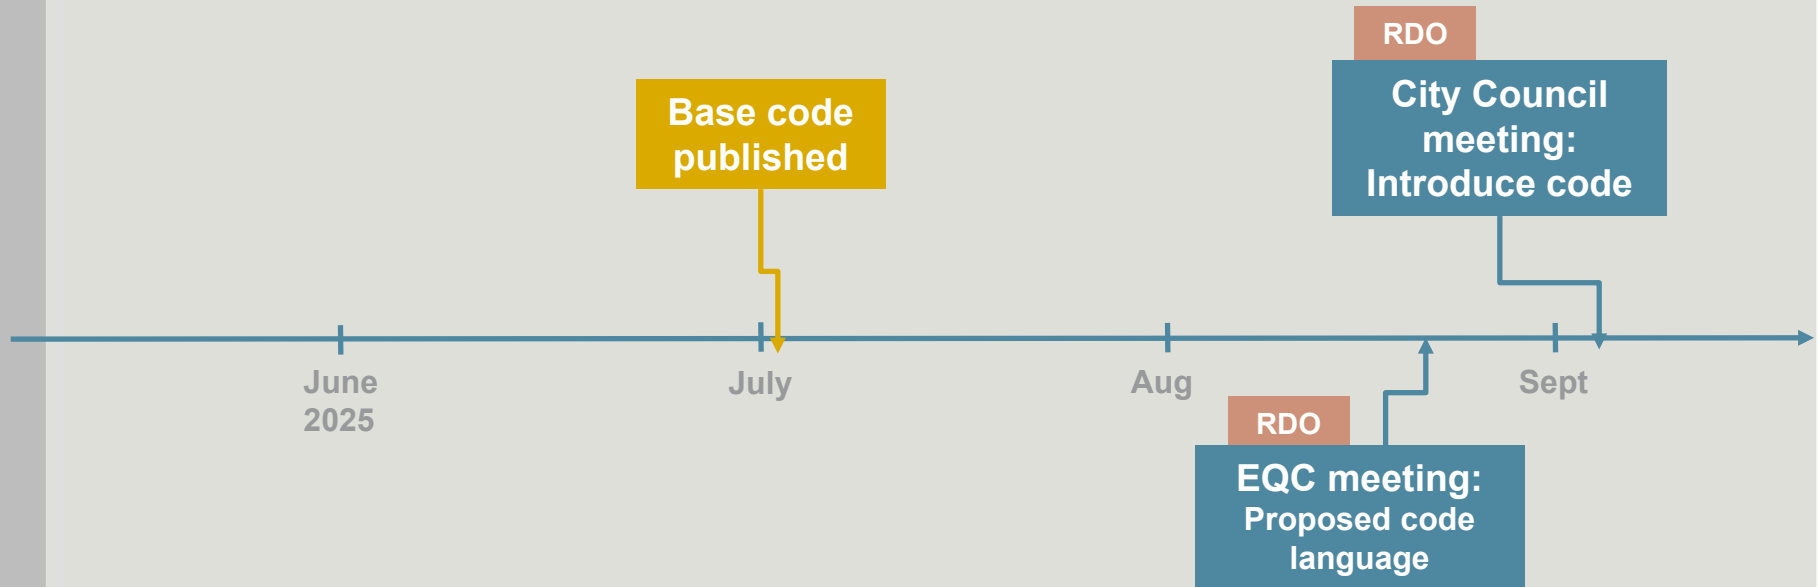 RDO
City Council
meeting:
Introduce code
Base code
published
June
2025
July
Aug
Sept
RDO
EQC meeting:
Proposed code
language